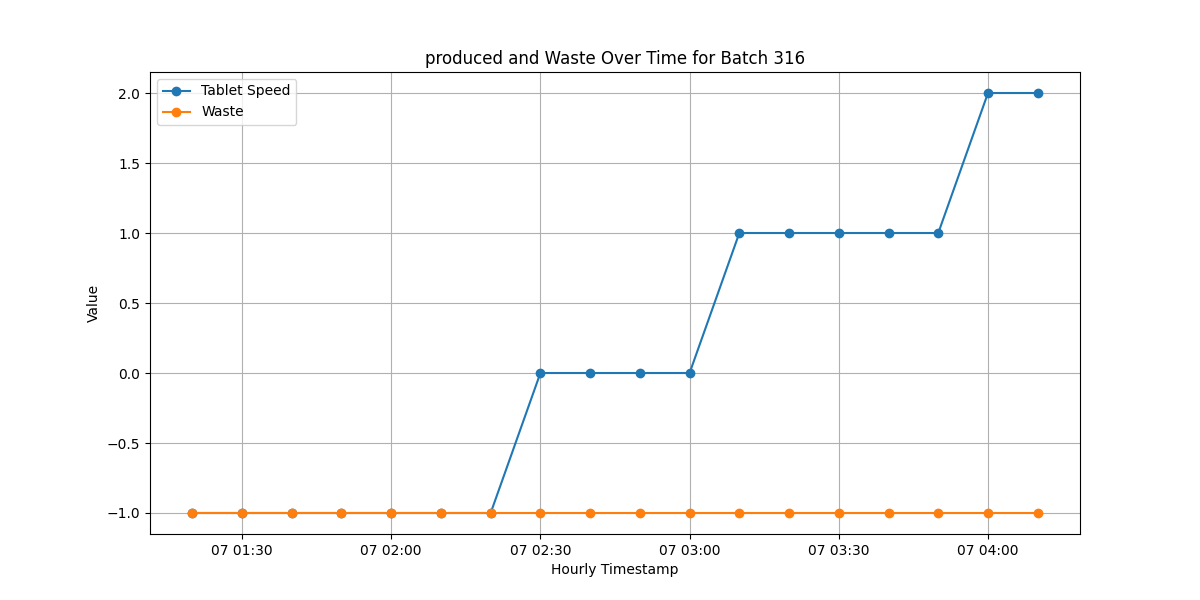 produced and Waste Over Time for Batch 316
Tablet Speed
Waste
2.0
1.5
1.0
0.5
0.0
−0.5
−1.0
Value
07 01:30
07 02:00
07 02:30
07 03:00
07 03:30
07 04:00
Hourly Timestamp